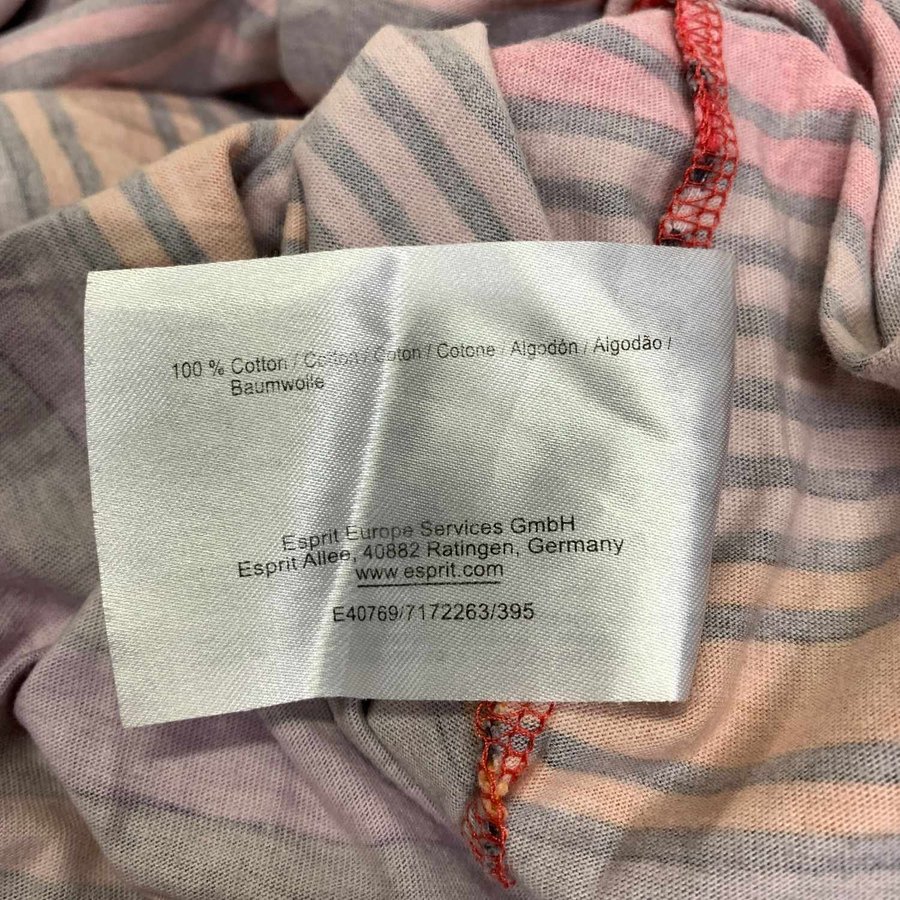 100 % Cotton / Coton / Cotone / Algodón / Algodão /
Baumwolle
Esprit Europe Services GmbH
Esprit Allee, 40882 Ratingen, Germany
www.esprit.com
E40769/7172263/395